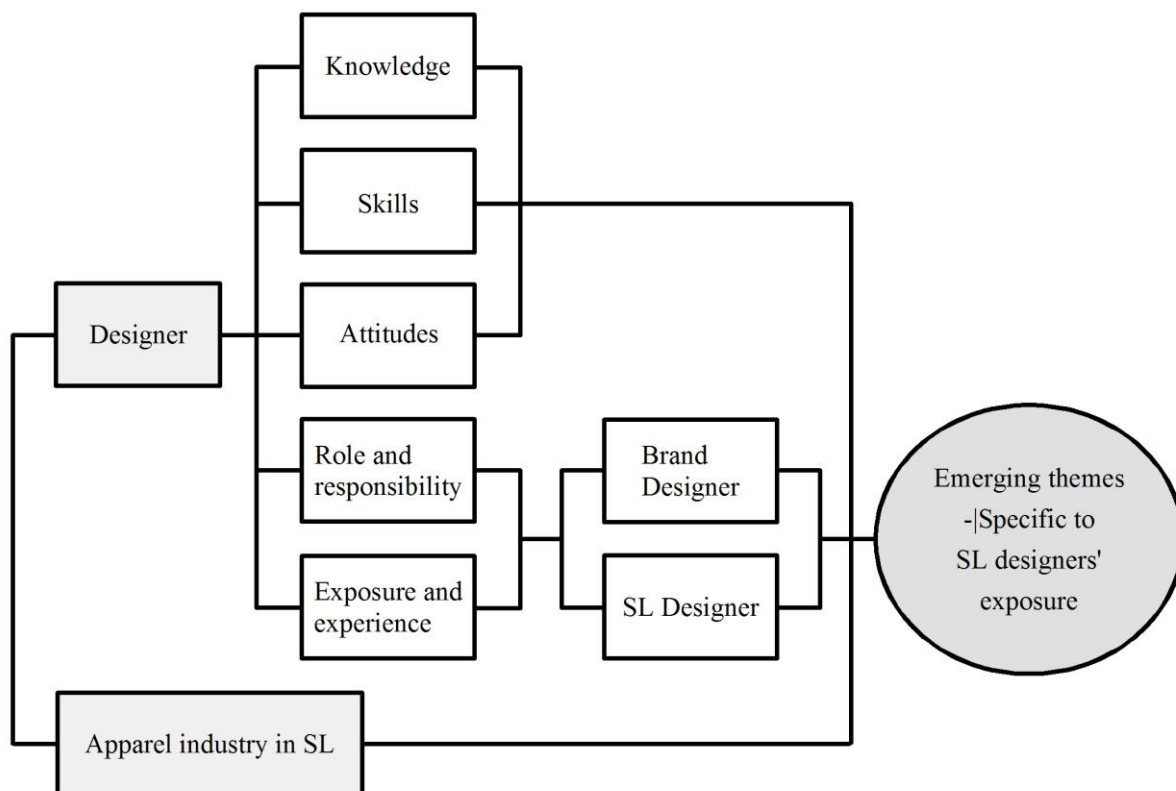 Knowledge
Skills
Designer
Attitudes
Role and
responsibility
Exposure and
experience
Brand
Designer
SL Designer
Emerging themes
-|Specific to
SL designers'
exposure
Apparel industry in SL